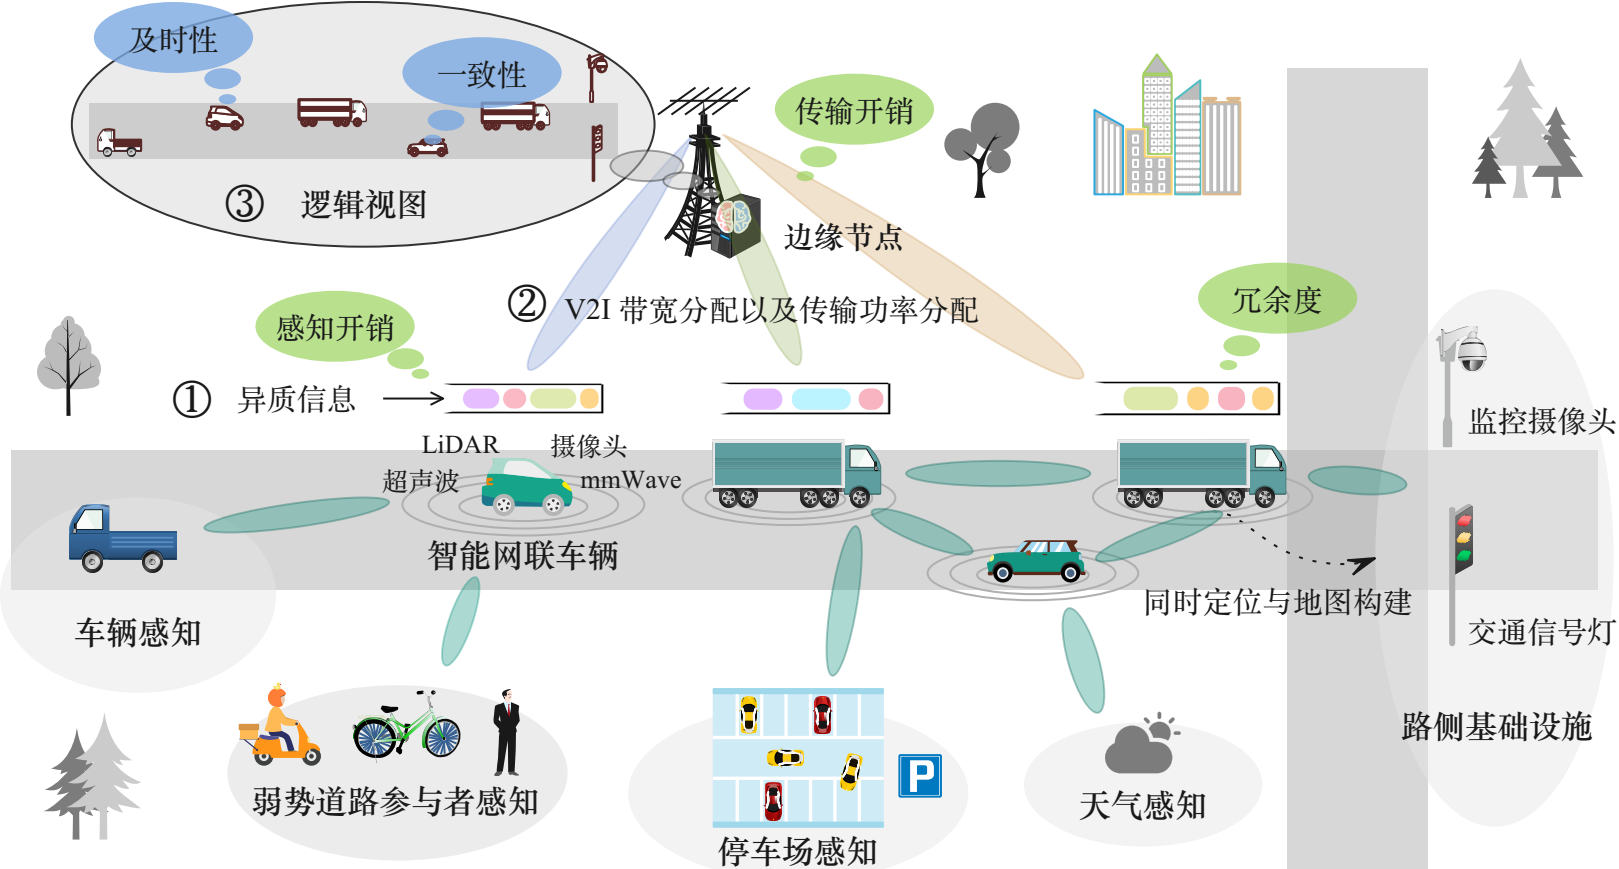 及时性
一致性
传输开销
③ 逻辑视图
边缘节点
② V2I 带宽分配以及传输功率分配
冗余度
感知开销
① 异质信息
监控摄像头
LiDAR
摄像头
超声波
mmWave
智能网联车辆
同时定位与地图构建
车辆感知
交通信号灯
路侧基础设施
弱势道路参与者感知
P
天气感知
停车场感知